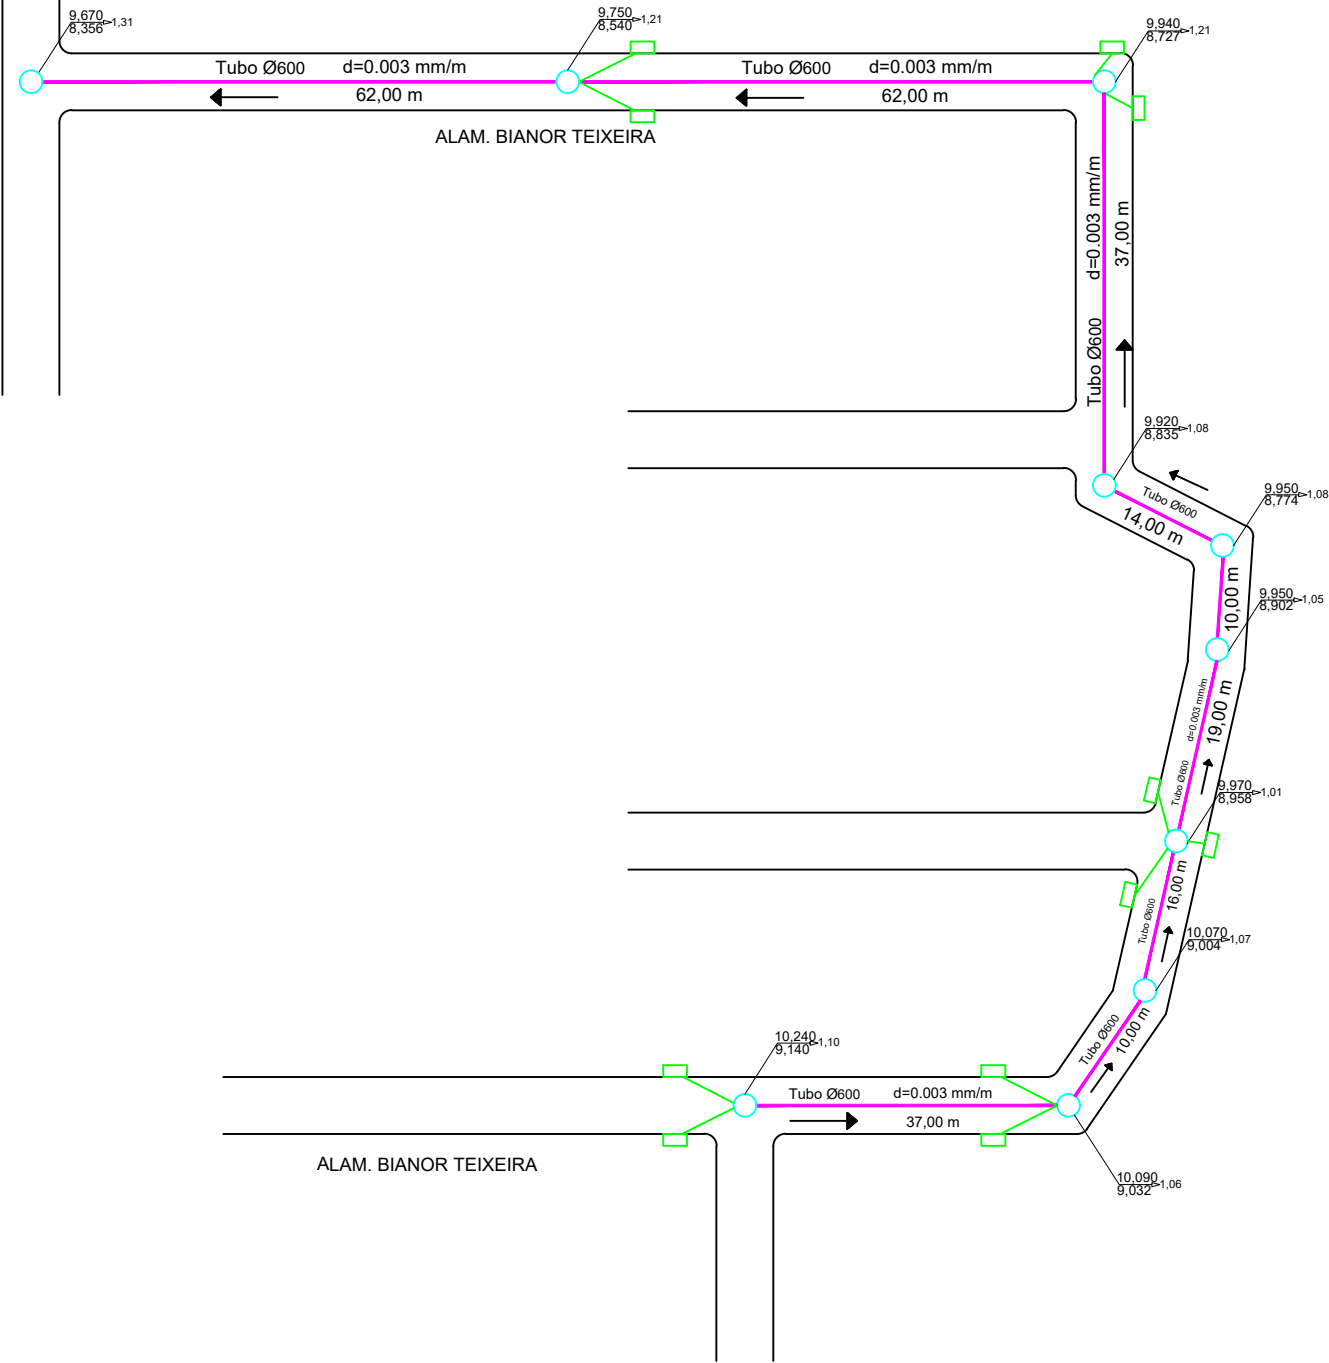 9,670
8,356
1,31
9,750
8,540
1,21
9,940
8,727
1,21
Tubo Ø600 d=0.003 mm/m
62,00 m
Tubo Ø600 d=0.003 mm/m
62,00 m
ALAM. BIANOR TEIXEIRA
Tubo Ø600 d=0.003 mm/m
37,00 m
9,920
8,835
1,08
9,950
8,774
1,08
Tubo Ø600
14,00 m
10,00 m
9,950
8,902
1,05
Tubo Ø600 d=0.003 mm/m
19,00 m
9,970
8,958
1,01
Tubo Ø600
16,00 m
10,070
9,004
1,07
Tubo Ø600
10,00 m
10,240
9,140
1,10
Tubo Ø600 d=0.003 mm/m
37,00 m
ALAM. BIANOR TEIXEIRA
10,090
9,032
1,06